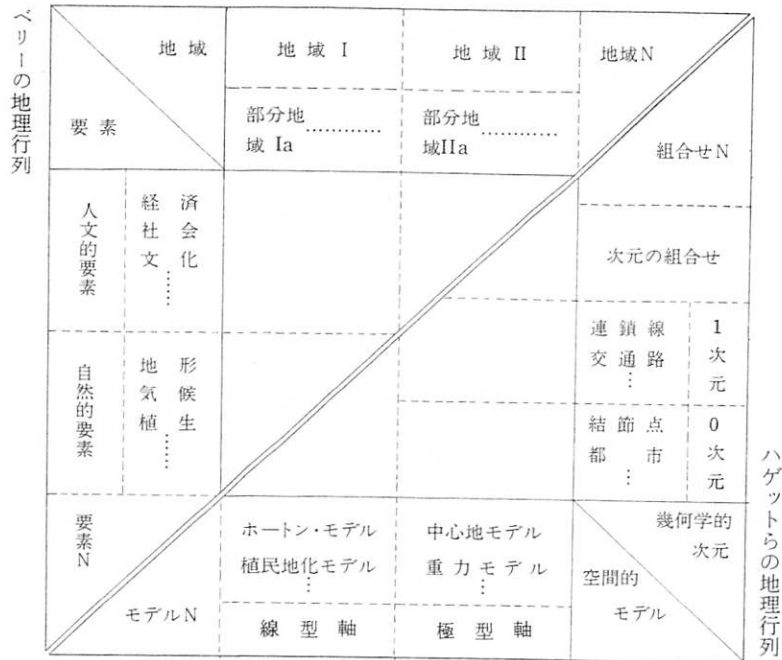 ベリーの地理行列
地域
要素
地域 I
地域 II
地域N
部分地域 Ia …………
部分地域IIa …………
組合せN
人文的要素
経済
社会
文化
……
次元の組合せ
連鎖線
交通路
…
1次元
自然的要素
地形
気候
植生
……
結節点
都市
…
0次元
要素N
モデルN
ホートン・モデル
植民地化モデル
…
中心地モデル
重力モデル
…
幾何学的次元
空間的モデル
線型軸
極型軸
ハゲットらの地理行列